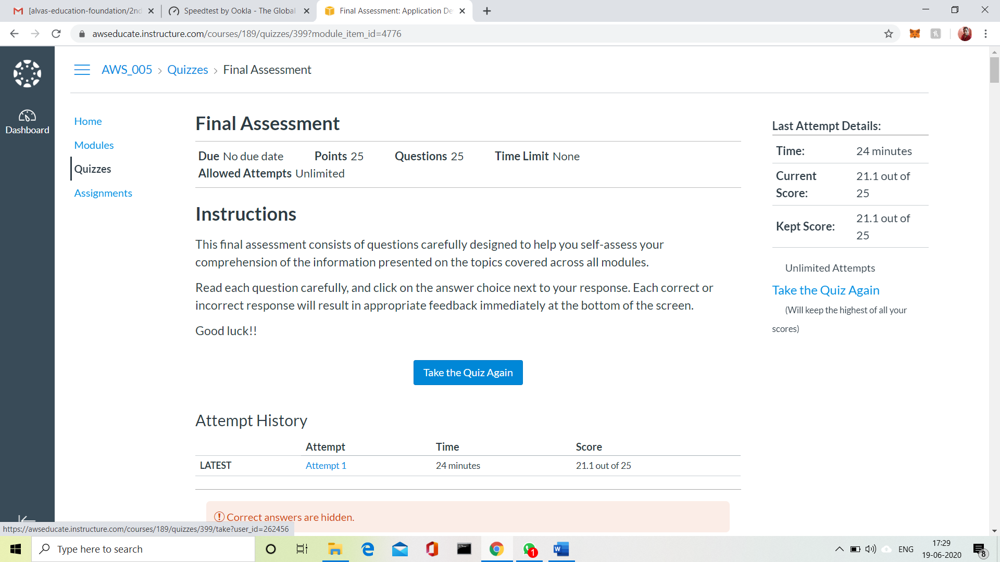 [alvas-education-foundation/2nd
Speedtest by Ookla - The Global
Final Assessment: Application De
awseducate.instructure.com/courses/189/quizzes/399?module_item_id=4776
AWS_005 > Quizzes > Final Assessment
Dashboard
Home
Modules
Quizzes
Assignments
Final Assessment
Due No due date Points 25 Questions 25 Time Limit None
Allowed Attempts Unlimited
Instructions
This final assessment consists of questions carefully designed to help you self-assess your
comprehension of the information presented on the topics covered across all modules.
Read each question carefully, and click on the answer choice next to your response. Each correct or
incorrect response will result in appropriate feedback immediately at the bottom of the screen.
Good luck!!
Take the Quiz Again
Attempt History
Attempt Time Score
LATEST Attempt 1 24 minutes 21.1 out of 25
Correct answers are hidden.
Last Attempt Details:
Time: 24 minutes
Current Score: 21.1 out of 25
Kept Score: 21.1 out of 25
Unlimited Attempts
Take the Quiz Again
(Will keep the highest of all your
scores)
https://awseducate.instructure.com/courses/189/quizzes/399/take?user_id=262456
Type here to search
1
ENG
17:29
19-06-2020
8